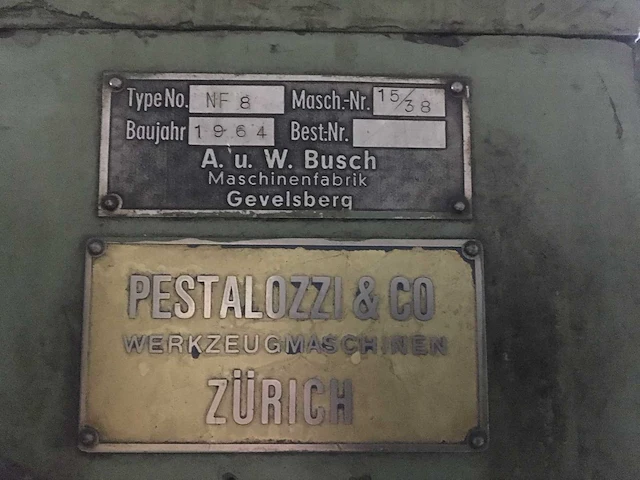 Type No. NF 8 Masch.-Nr. 15/38
Baujahr 1964 Best-Nr.
A. u. W. Busch
Maschinenfabrik
Gevelsberg
PESTALOZZI & CO
WERKZEUGMASCHINEN
ZÜRICH